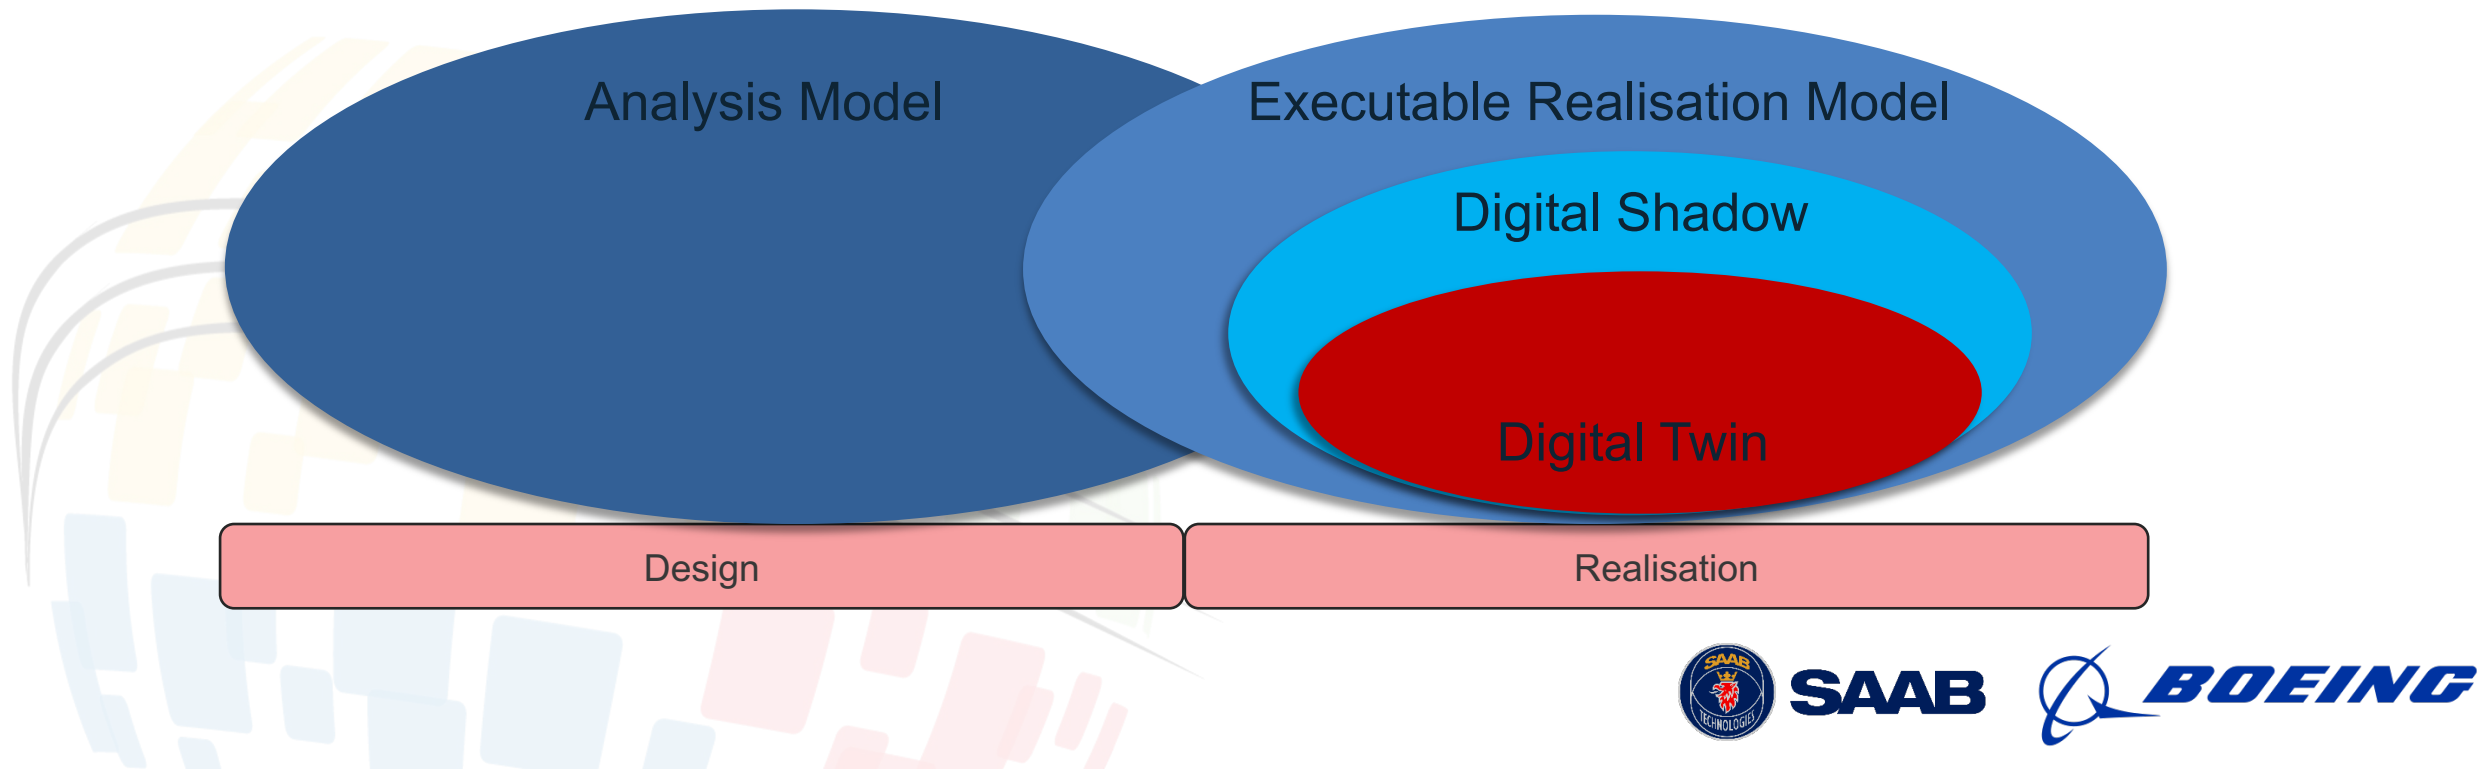 Analysis Model
Executable Realisation Model
Digital Shadow
Digital Twin
Design
Realisation
SAAB
TECHNOLOGIES
SAAB
BOEING